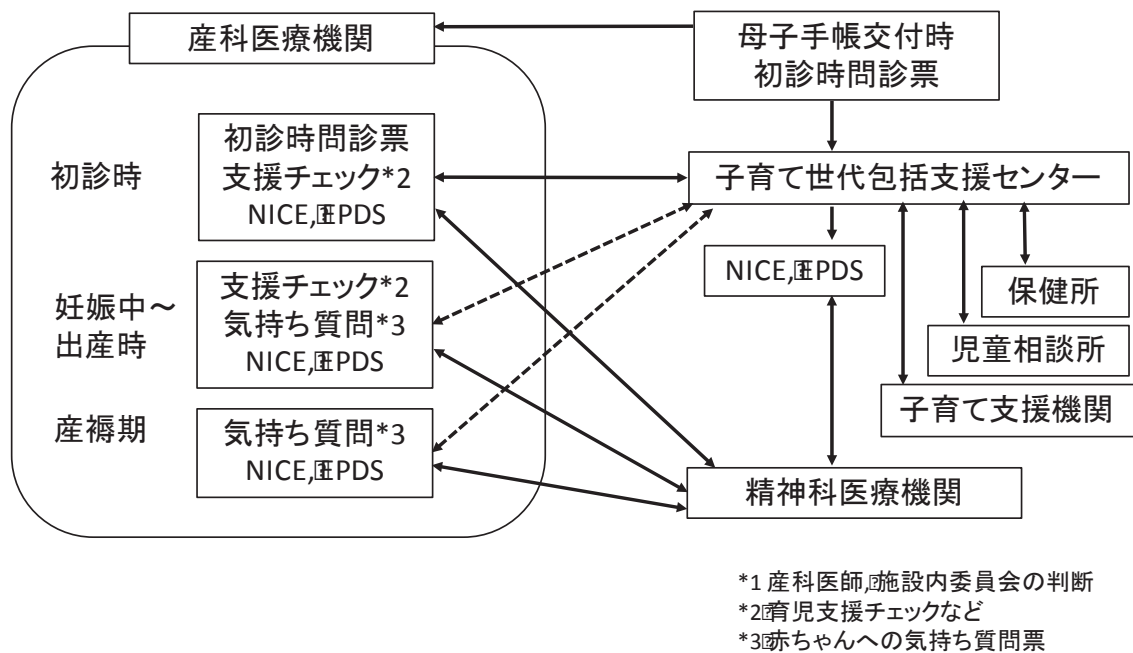 産科医療機関
母子手帳交付時
初診時問診票
初診時
初診時問診票
支援チェック*2
NICE, EPDS
子育て世代包括支援センター
NICE, EPDS
保健所
児童相談所
子育て支援機関
妊娠中～
出産時
支援チェック*2
気持ち質問*3
NICE, EPDS
産褥期
気持ち質問*3
NICE, EPDS
精神科医療機関
*1 産科医師, 施設内委員会の判断
*2 育児支援チェックなど
*3 赤ちゃんへの気持ち質問票